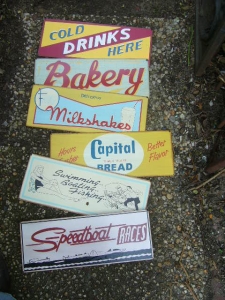 COLD
DRINKS
HERE
Bakery
Milkshakes
Capital
BREAD
Better
Flavor
Swimming
Boating
Fishing
Speedboat RACES